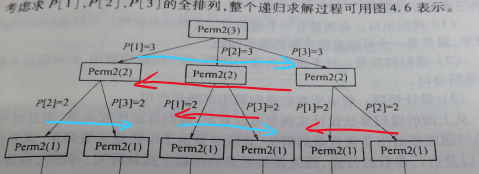 考虑求 P[1],P[2],P[3]的全排列,整个递归求解过程可用图4.6表示。
Perm2(3)
P[1]=3 P[2]=3 P[3]=3
Perm2(2) Perm2(2) Perm2(2)
P[2]=2 P[3]=2 P[1]=2 P[3]=2 P[1]=2 P[2]=2
Perm2(1) Perm2(1) Perm2(1) Perm2(1) Perm2(1) Perm2(1)